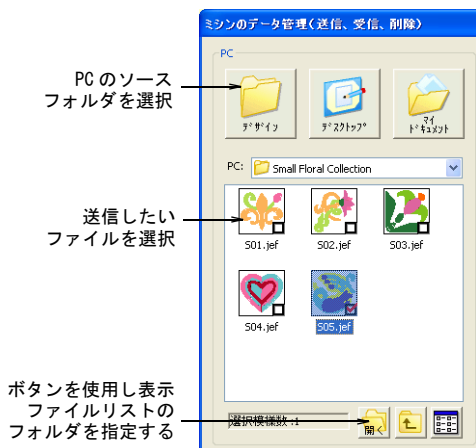 ミシンのデータ管理(送信、受信、削除)
PC
PC のソース
フォルダを選択
デザイン
デスクトップ
マイ
ドキュメント
PC: Small Floral Collection
送信したい
ファイルを選択
S01.jef
S02.jef
S03.jef
S04.jef
S05.jef
ボタンを使用し表示
ファイルリストの
フォルダを指定する
選択模様数 :1
開く